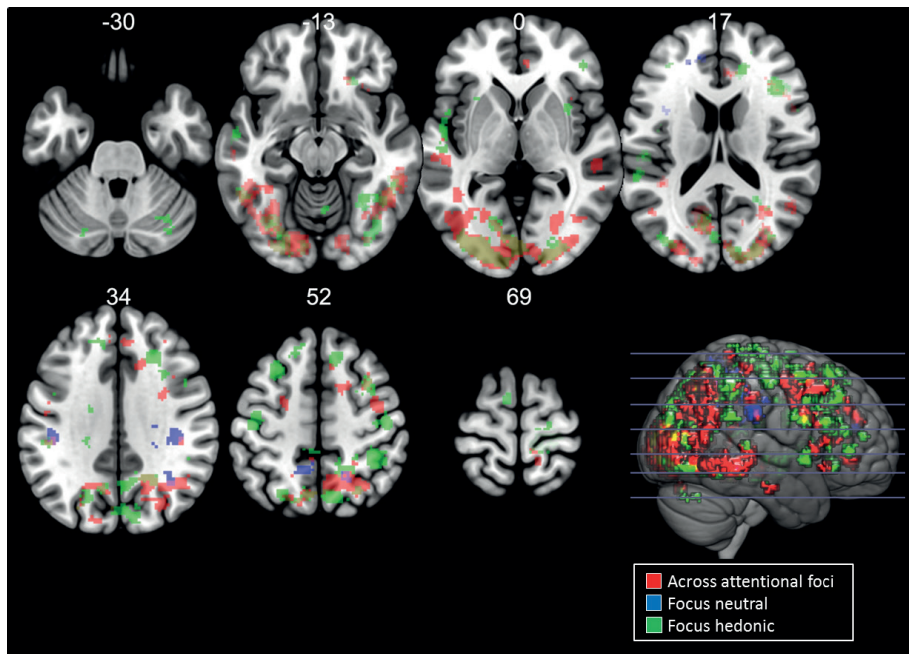 -30
-13
0
17
34
52
69
Across attentional foci
Focus neutral
Focus hedonic